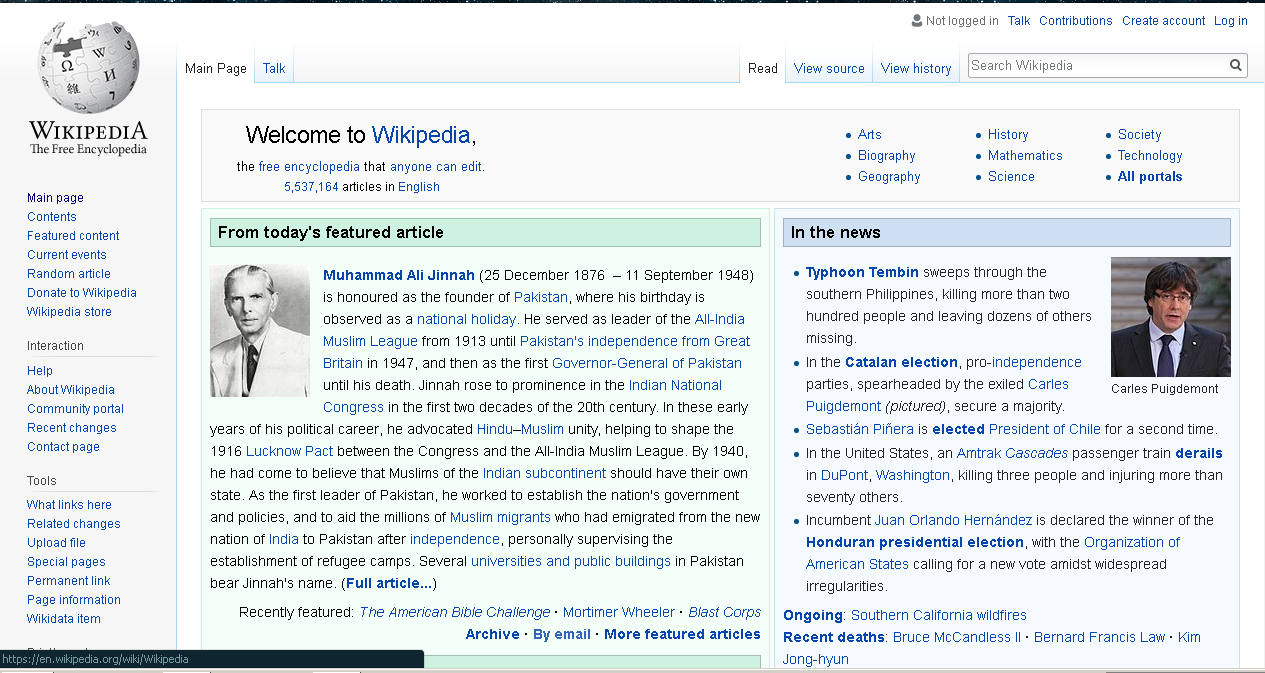 Not logged in Talk Contributions Create account Log in
Main Page Talk Read View source View history Search Wikipedia
WIKIPEDIA
The Free Encyclopedia
Main page
Contents
Featured content
Current events
Random article
Donate to Wikipedia
Wikipedia store
Interaction
Help
About Wikipedia
Community portal
Recent changes
Contact page
Tools
What links here
Related changes
Upload file
Special pages
Permanent link
Page information
Wikidata item
Welcome to Wikipedia,
the free encyclopedia that anyone can edit.
5,537,164 articles in English
• Arts
• Biography
• Geography
• History
• Mathematics
• Science
• Society
• Technology
• All portals
From today's featured article
Muhammad Ali Jinnah (25 December 1876 – 11 September 1948)
is honoured as the founder of Pakistan, where his birthday is
observed as a national holiday. He served as leader of the All-India
Muslim League from 1913 until Pakistan's independence from Great
Britain in 1947, and then as the first Governor-General of Pakistan
until his death. Jinnah rose to prominence in the Indian National
Congress in the first two decades of the 20th century. In these early
years of his political career, he advocated Hindu–Muslim unity, helping to shape the
1916 Lucknow Pact between the Congress and the All-India Muslim League. By 1940,
he had come to believe that Muslims of the Indian subcontinent should have their own
state. As the first leader of Pakistan, he worked to establish the nation's government
and policies, and to aid the millions of Muslim migrants who had emigrated from the new
nation of India to Pakistan after independence, personally supervising the
establishment of refugee camps. Several universities and public buildings in Pakistan
bear Jinnah's name. (Full article...)
Recently featured: The American Bible Challenge · Mortimer Wheeler · Blast Corps
Archive · By email · More featured articles
In the news
• Typhoon Tembin sweeps through the
southern Philippines, killing more than two
hundred people and leaving dozens of others
missing.
• In the Catalan election, pro-independence
parties, spearheaded by the exiled Carles
Puigdemont (pictured), secure a majority.
Carles Puigdemont
• Sebastián Piñera is elected President of Chile for a second time.
• In the United States, an Amtrak Cascades passenger train derails
in DuPont, Washington, killing three people and injuring more than
seventy others.
• Incumbent Juan Orlando Hernández is declared the winner of the
Honduran presidential election, with the Organization of
American States calling for a new vote amidst widespread
irregularities.
Ongoing: Southern California wildfires
Recent deaths: Bruce McCandless II · Bernard Francis Law · Kim
Jong-hyun
https://en.wikipedia.org/wiki/Wikipedia